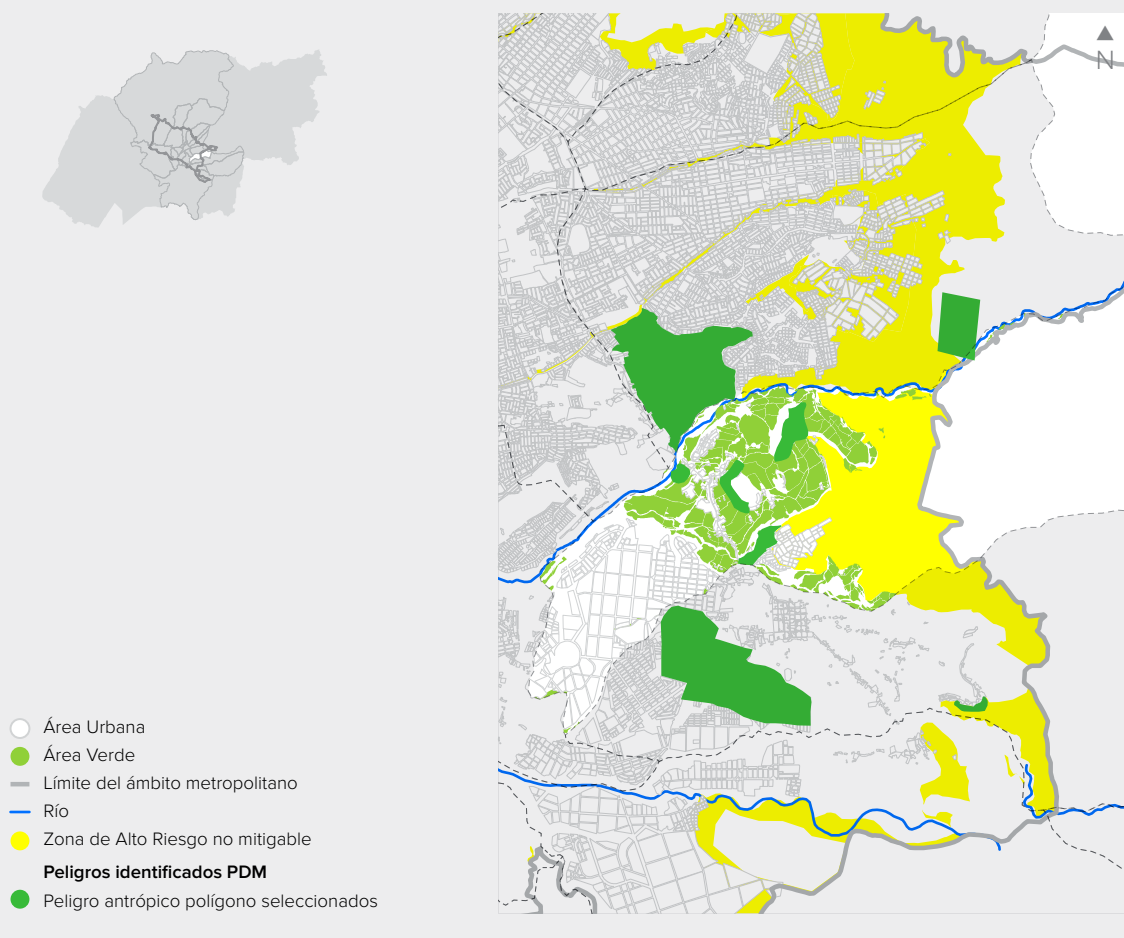 N
Área Urbana
Área Verde
Límite del ámbito metropolitano
Río
Zona de Alto Riesgo no mitigable
Peligros identificados PDM
Peligro antrópico polígono seleccionados